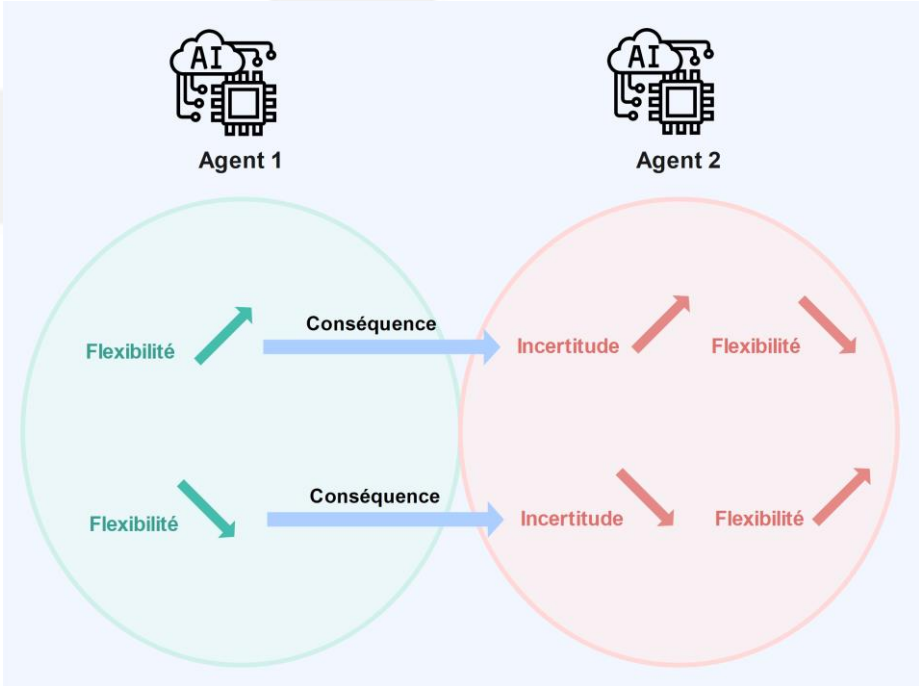 AI
AI
Agent 1
Agent 2
Conséquence
Flexibilité
Incertitude
Flexibilité
Conséquence
Flexibilité
Incertitude
Flexibilité